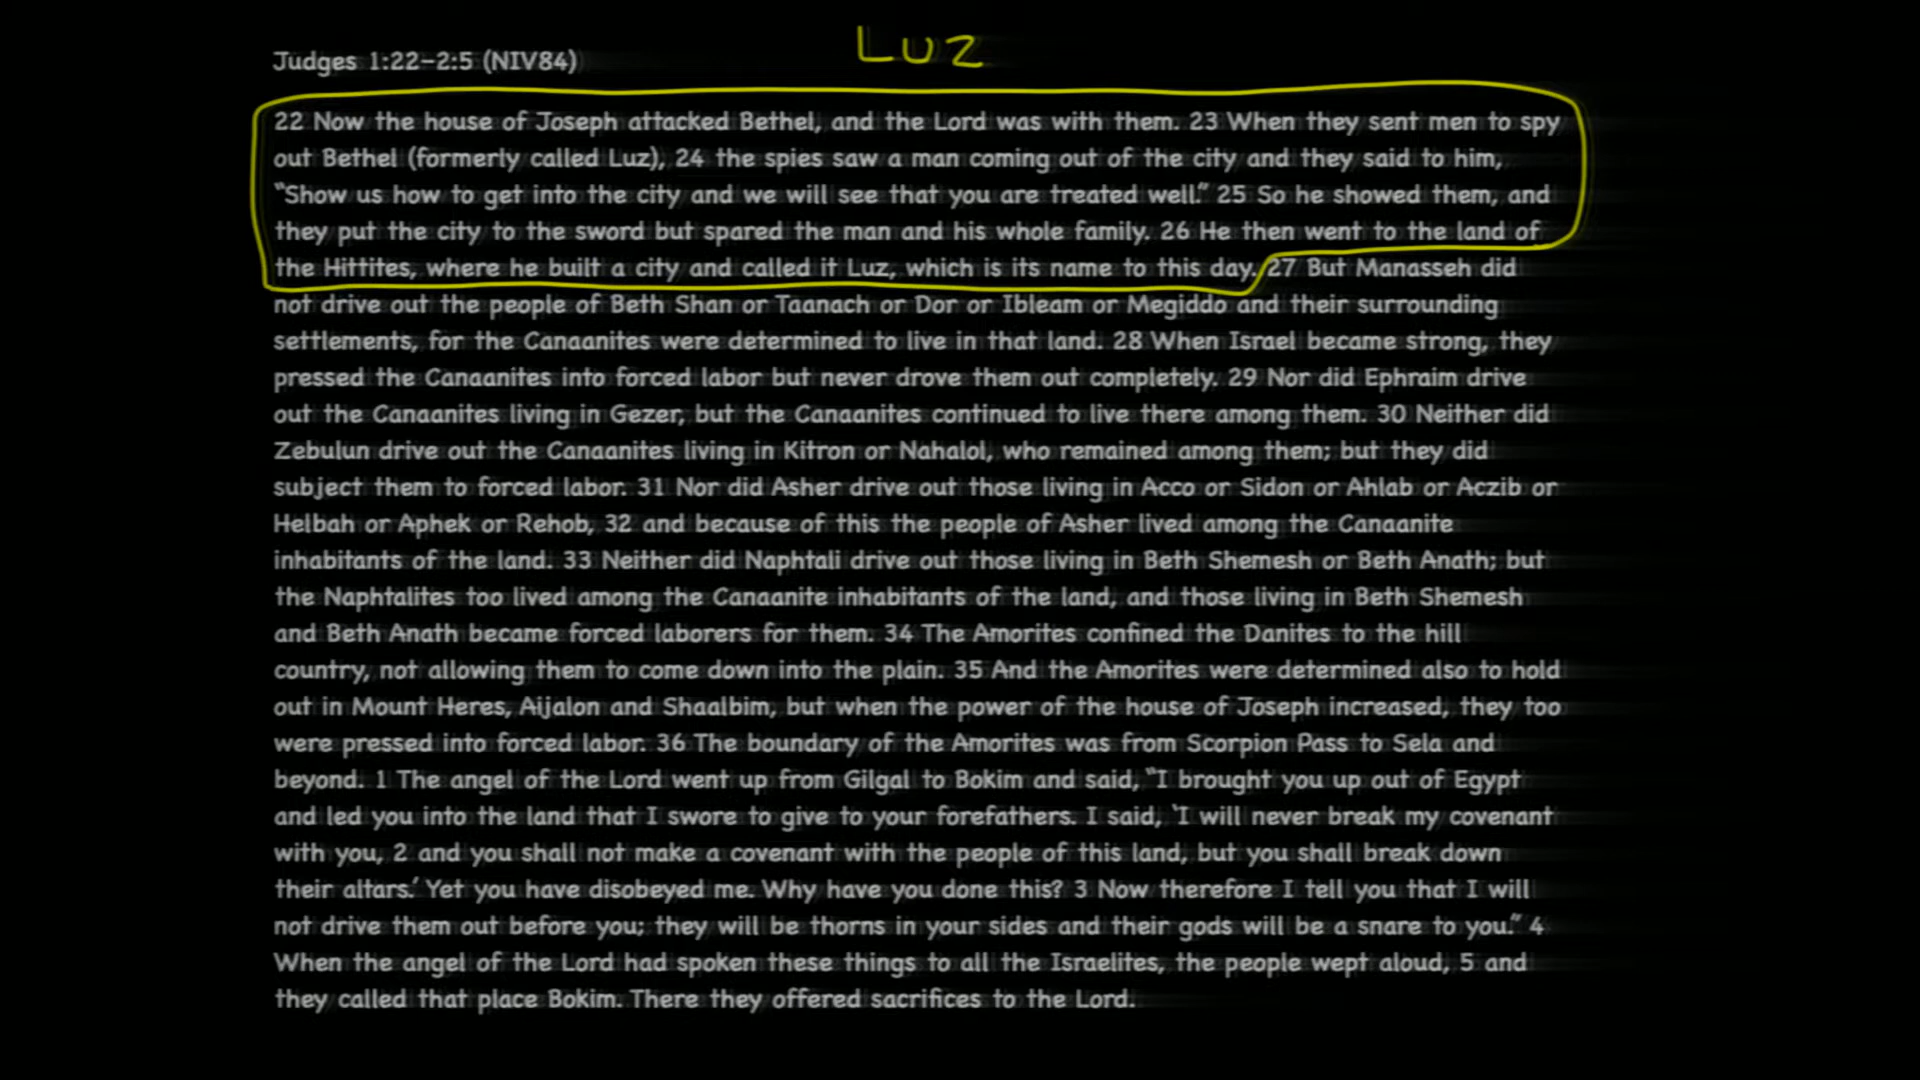 LUZ
Judges 1:22–2:5 (NIV84)
22 Now the house of Joseph attacked Bethel, and the Lord was with them. 23 When they sent men to spy
out Bethel (formerly called Luz), 24 the spies saw a man coming out of the city and they said to him,
“Show us how to get into the city and we will see that you are treated well.” 25 So he showed them, and
they put the city to the sword but spared the man and his whole family. 26 He then went to the land of
the Hittites, where he built a city and called it Luz, which is its name to this day. 27 But Manasseh did
not drive out the people of Beth Shan or Taanach or Dor or Ibleam or Megiddo and their surrounding
settlements, for the Canaanites were determined to live in that land. 28 When Israel became strong, they
pressed the Canaanites into forced labor but never drove them out completely. 29 Nor did Ephraim drive
out the Canaanites living in Gezer, but the Canaanites continued to live there among them. 30 Neither did
Zebulun drive out the Canaanites living in Kitron or Nahalol, who remained among them; but they did
subject them to forced labor. 31 Nor did Asher drive out those living in Acco or Sidon or Ahlab or Aczib or
Helbah or Aphek or Rehob, 32 and because of this the people of Asher lived among the Canaanite
inhabitants of the land. 33 Neither did Naphtali drive out those living in Beth Shemesh or Beth Anath; but
the Naphtalites too lived among the Canaanite inhabitants of the land, and those living in Beth Shemesh
and Beth Anath became forced laborers for them. 34 The Amorites confined the Danites to the hill
country, not allowing them to come down into the plain. 35 And the Amorites were determined also to hold
out in Mount Heres, Aijalon and Shaalbim, but when the power of the house of Joseph increased, they too
were pressed into forced labor. 36 The boundary of the Amorites was from Scorpion Pass to Sela and
beyond. 1 The angel of the Lord went up from Gilgal to Bokim and said, “I brought you up out of Egypt
and led you into the land that I swore to give to your forefathers. I said, ‘I will never break my covenant
with you, 2 and you shall not make a covenant with the people of this land, but you shall break down
their altars.’ Yet you have disobeyed me. Why have you done this? 3 Now therefore I tell you that I will
not drive them out before you; they will be thorns in your sides and their gods will be a snare to you.” 4
When the angel of the Lord had spoken these things to all the Israelites, the people wept aloud, 5 and
they called that place Bokim. There they offered sacrifices to the Lord.